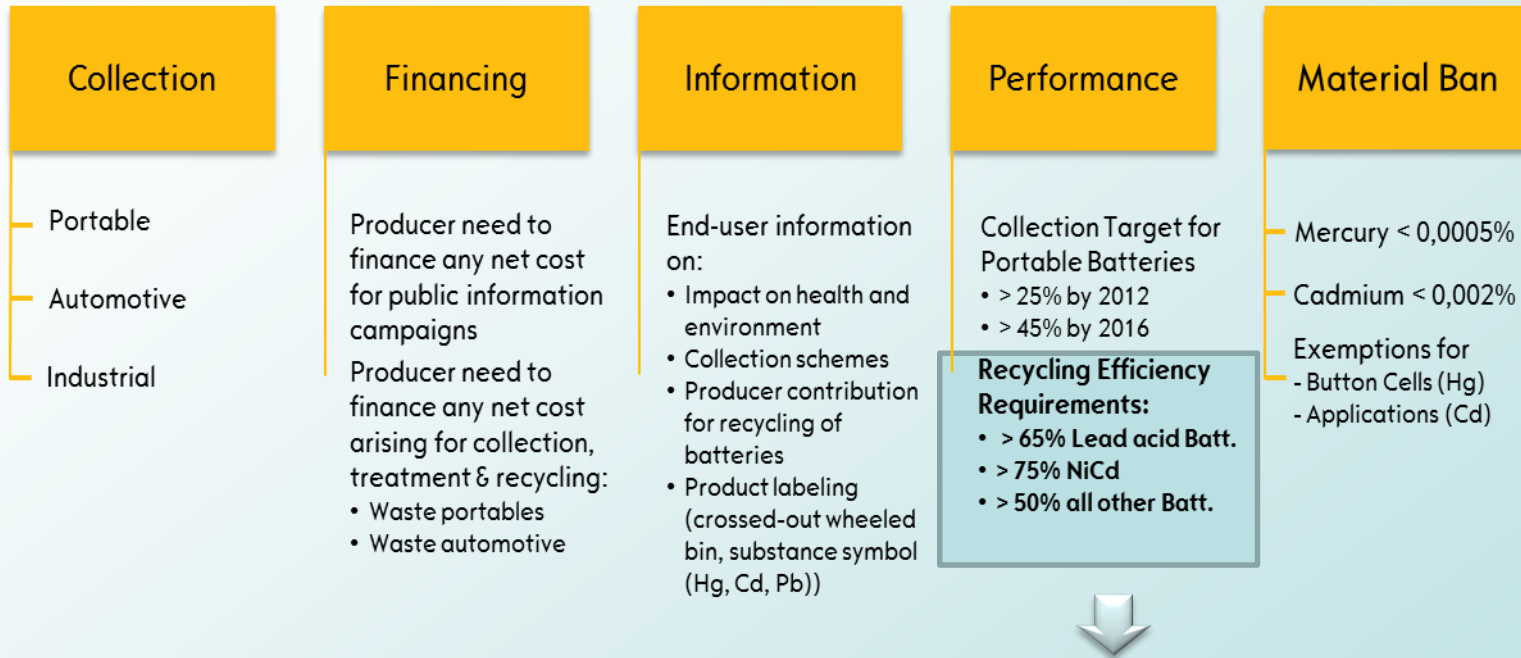 Collection
Portable
Automotive
Industrial
Financing
Producer need to
finance any net cost
for public information
campaigns
Producer need to
finance any net cost
arising for collection,
treatment & recycling:
• Waste portables
• Waste automotive
Information
End-user information
on:
• Impact on health and
environment
• Collection schemes
• Producer contribution
for recycling of
batteries
• Product labeling
(crossed-out wheeled
bin, substance symbol
(Hg, Cd, Pb))
Performance
Collection Target for
Portable Batteries
• > 25% by 2012
• > 45% by 2016
Recycling Efficiency
Requirements:
• > 65% Lead acid Batt.
• > 75% NiCd
• > 50% all other Batt.
Material Ban
Mercury < 0,0005%
Cadmium < 0,002%
Exemptions for
- Button Cells (Hg)
- Applications (Cd)